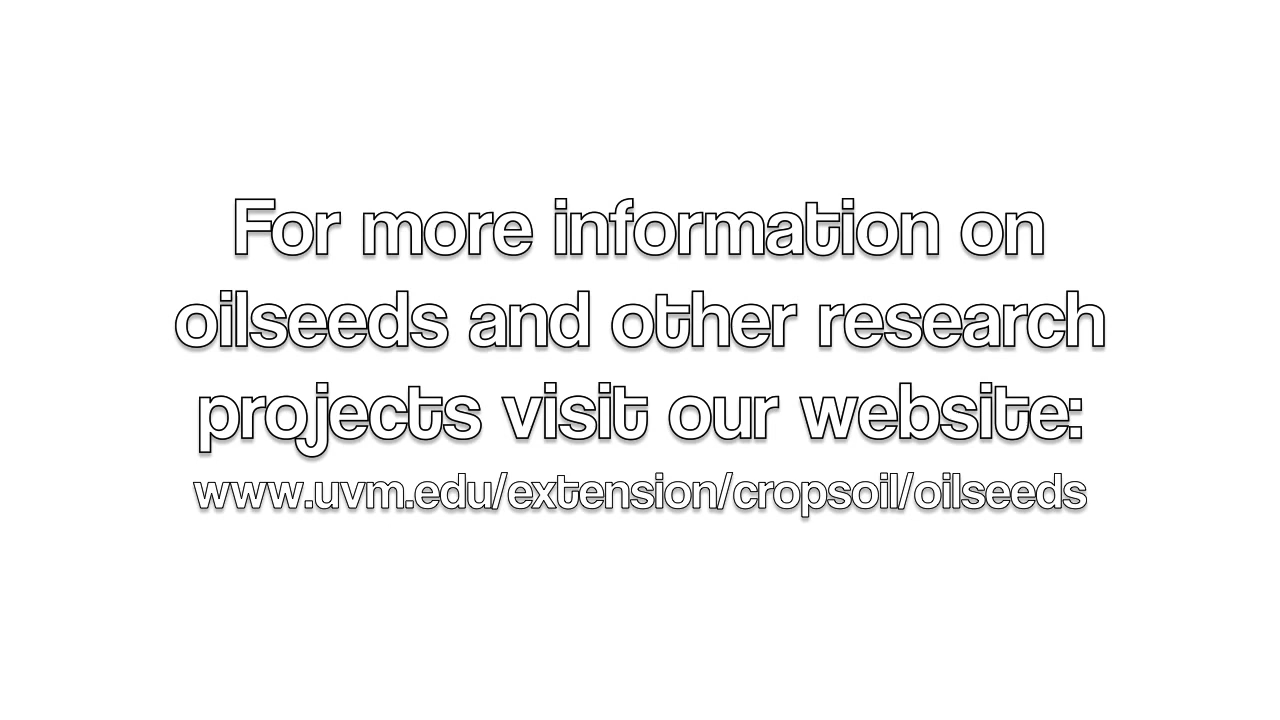 For more information on
oilseeds and other research
projects visit our website:
www.uvm.edu/extension/cropsoil/oilseeds